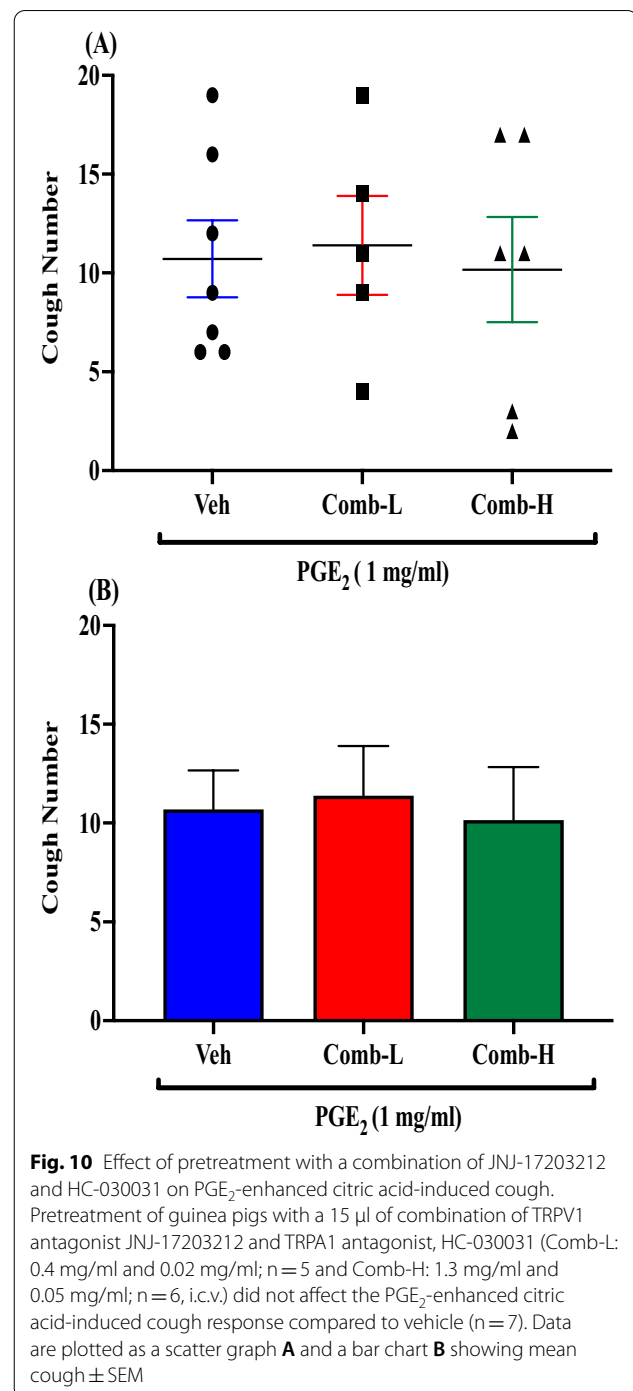 (A)
20
15
10
5
0
Cough Number
Veh Comb-L Comb-H
PGE₂ ( 1 mg/ml)
(B)
20
15
10
5
0
Cough Number
Veh Comb-L Comb-H
PGE₂ (1 mg/ml)
Fig. 10 Effect of pretreatment with a combination of JNJ-17203212
and HC-030031 on PGE₂-enhanced citric acid-induced cough.
Pretreatment of guinea pigs with a 15 µl of combination of TRPV1
antagonist JNJ-17203212 and TRPA1 antagonist, HC-030031 (Comb-L:
0.4 mg/ml and 0.02 mg/ml; n = 5 and Comb-H: 1.3 mg/ml and
0.05 mg/ml; n = 6, i.c.v.) did not affect the PGE₂-enhanced citric
acid-induced cough response compared to vehicle (n = 7). Data
are plotted as a scatter graph A and a bar chart B showing mean
cough ± SEM